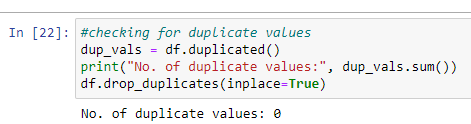 In [22]: #checking for duplicate values
dup_vals = df.duplicated()
print("No. of duplicate values:", dup_vals.sum())
df.drop_duplicates(inplace=True)
No. of duplicate values: 0